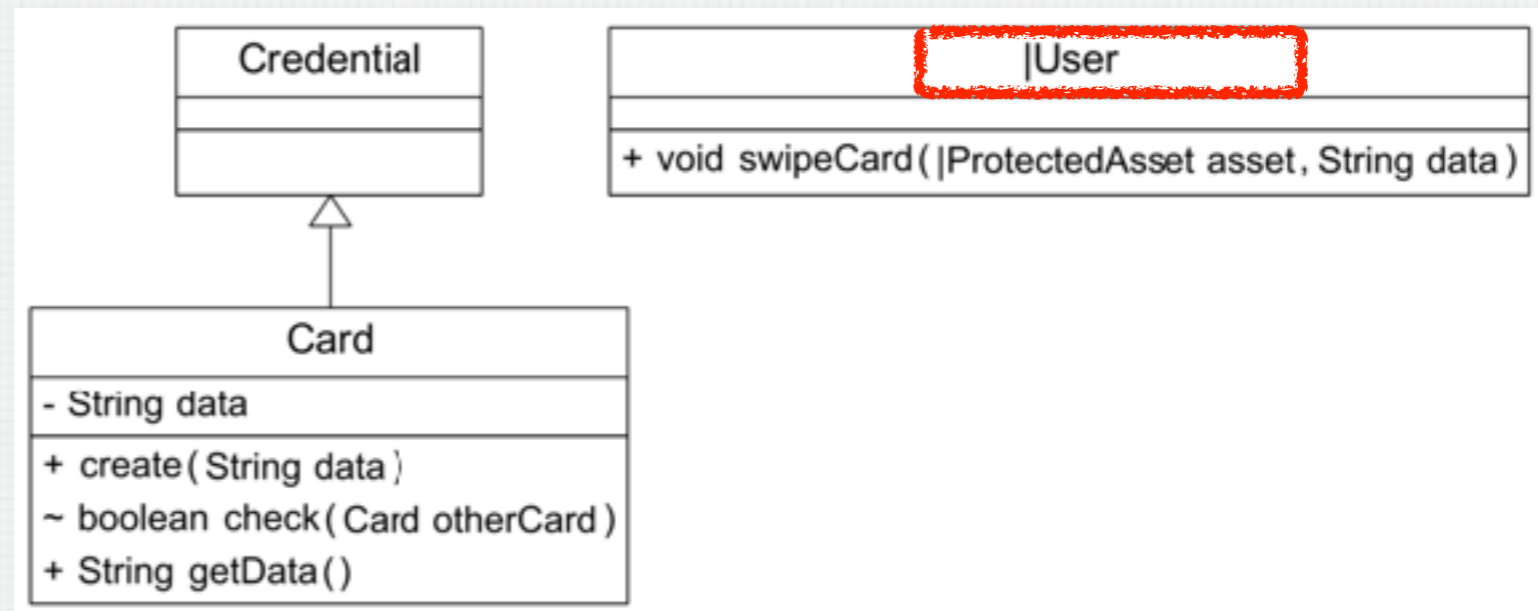 Credential
|User
+ void swipeCard(|ProtectedAsset asset, String data)
Card
- String data
+ create(String data)
~ boolean check(Card otherCard)
+ String getData()